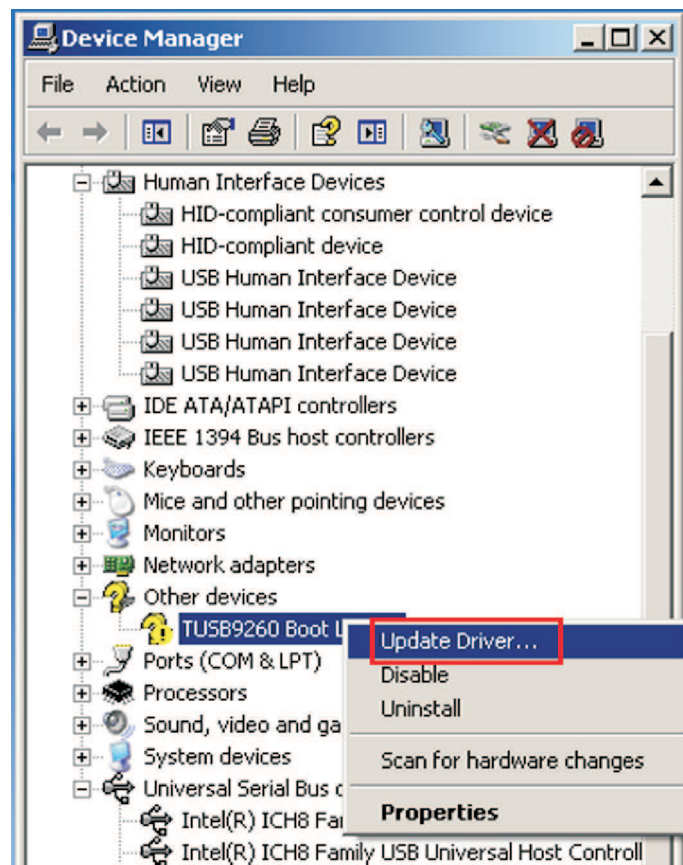 Device Manager
File Action View Help
Human Interface Devices
HID-compliant consumer control device
HID-compliant device
USB Human Interface Device
USB Human Interface Device
USB Human Interface Device
USB Human Interface Device
IDE ATA/ATAPI controllers
IEEE 1394 Bus host controllers
Keyboards
Mice and other pointing devices
Monitors
Network adapters
Other devices
TUSB9260 Boot
Update Driver...
Ports (COM & LPT)
Disable
Processors
Uninstall
Sound, video and ga
System devices
Scan for hardware changes
Universal Serial Bus
Properties
Intel(R) ICH8 Fa
Intel(R) ICH8 Family USB Universal Host Controll